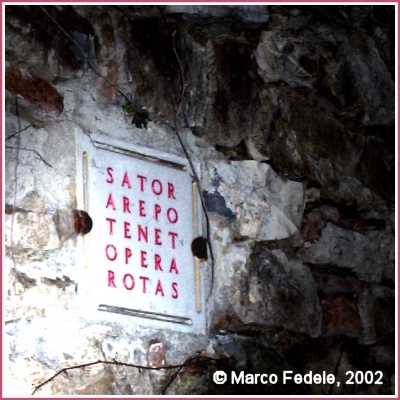 SATOR
AREPO
TENET
OPERA
ROTAS
© Marco Fedele, 2002